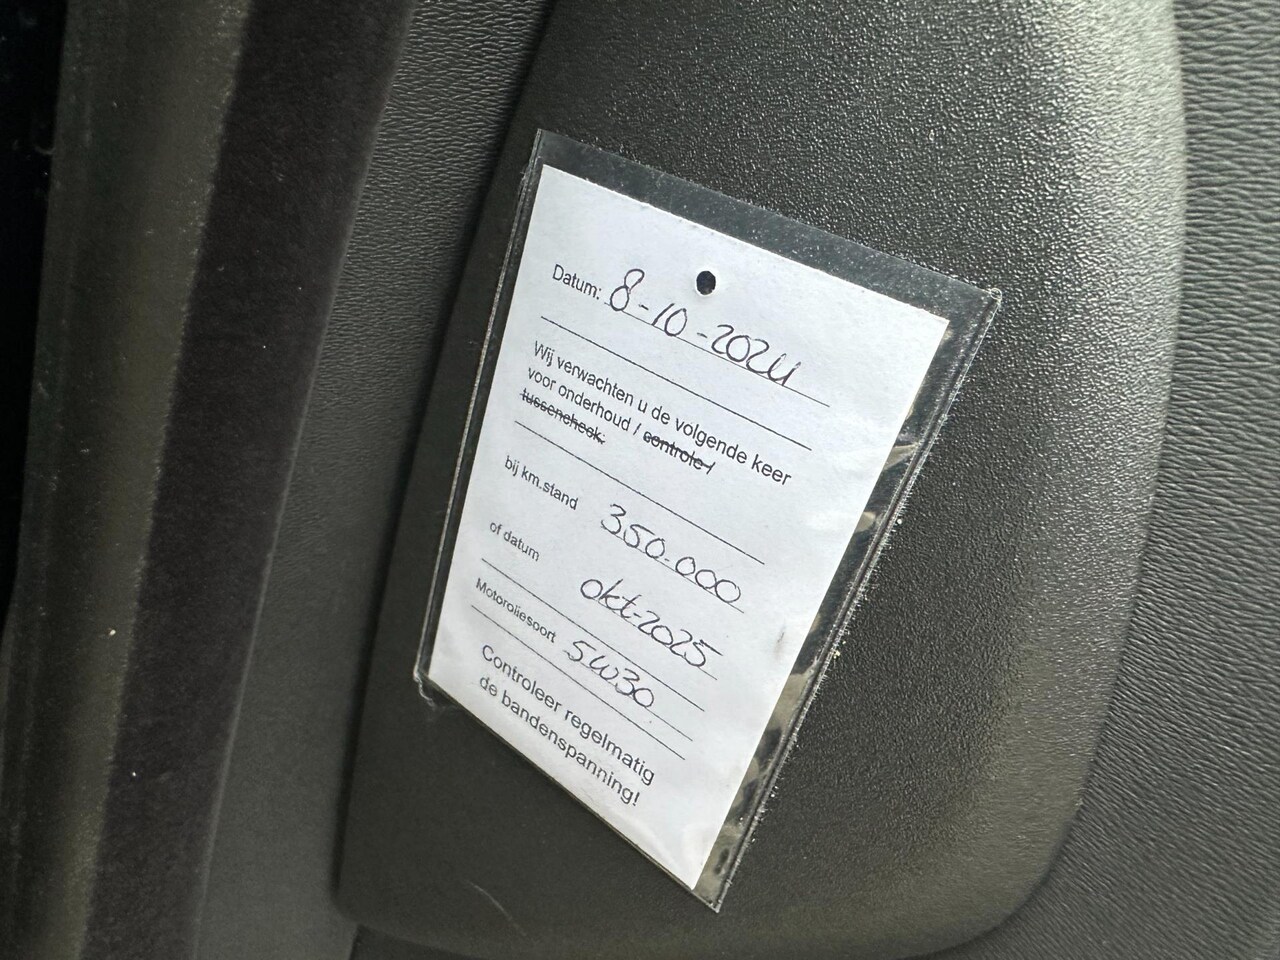 Datum: 8-10-2024
Wij verwachten u de volgende keer
voor onderhoud / controle /
tussencheck:
bij km.stand 350.000
of datum okt-2025
Motoroliesoort 5W30
Controleer regelmatig
de bandenspanning!